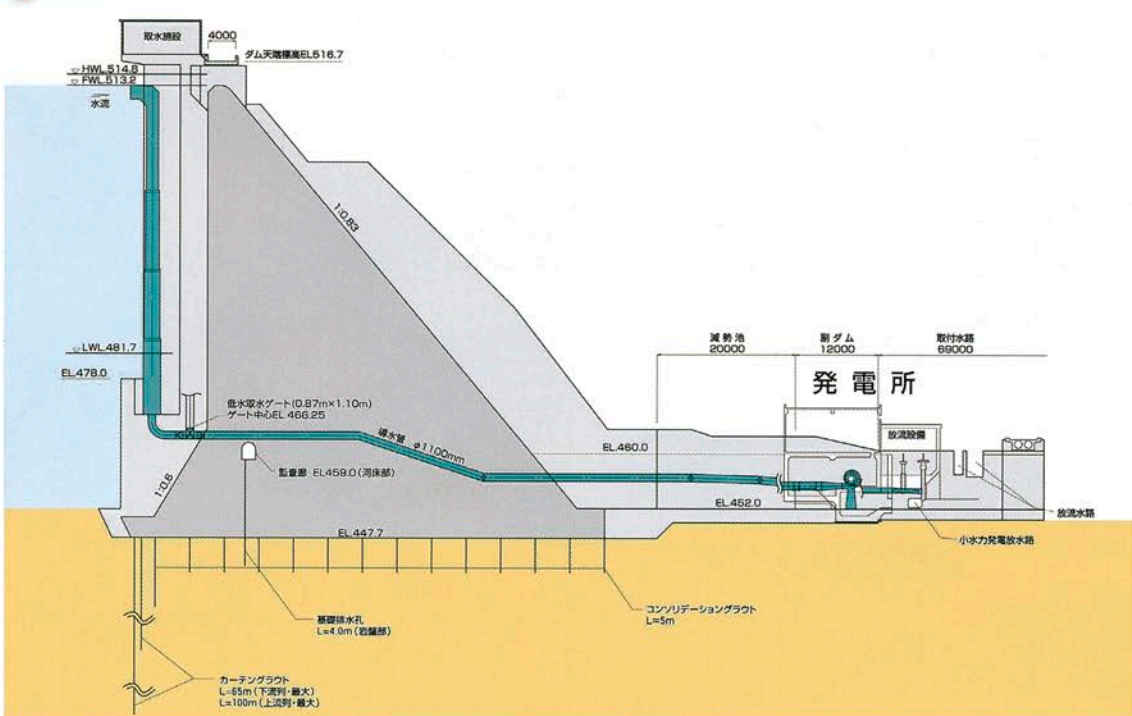 取水施設
4000
ダム天端標高EL516.7
HWL.514.8
FWL.513.2
水流
1:0.83
LWL.481.7
EL.478.0
低水取水ゲート(0.87m×1.10m)
ゲート中心EL.466.25
導水管 φ1100mm
監査廊 EL459.0(河床部)
1:0.6
EL.447.7
減勢池
20000
副ダム
12000
取付水路
69000
発電所
放流設備
EL.460.0
EL.452.0
放流水路
小水力発電放水路
コンソリデーショングラウト
L=5m
基礎排水孔
L=4.0m(岩盤部)
カーテングラウト
L=65m(下流列・最大)
L=100m(上流列・最大)